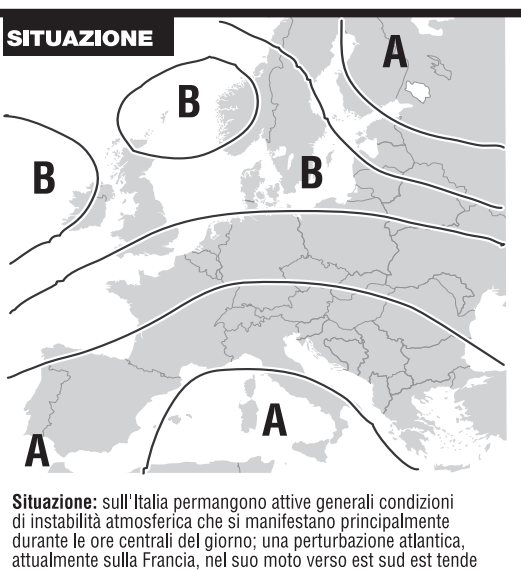 SITUAZIONE
A
B
B
B
A
A
Situazione: sull'Italia permangono attive generali condizioni
di instabilità atmosferica che si manifestano principalmente
durante le ore centrali del giorno; una perturbazione atlantica,
attualmente sulla Francia, nel suo moto verso est sud est tende